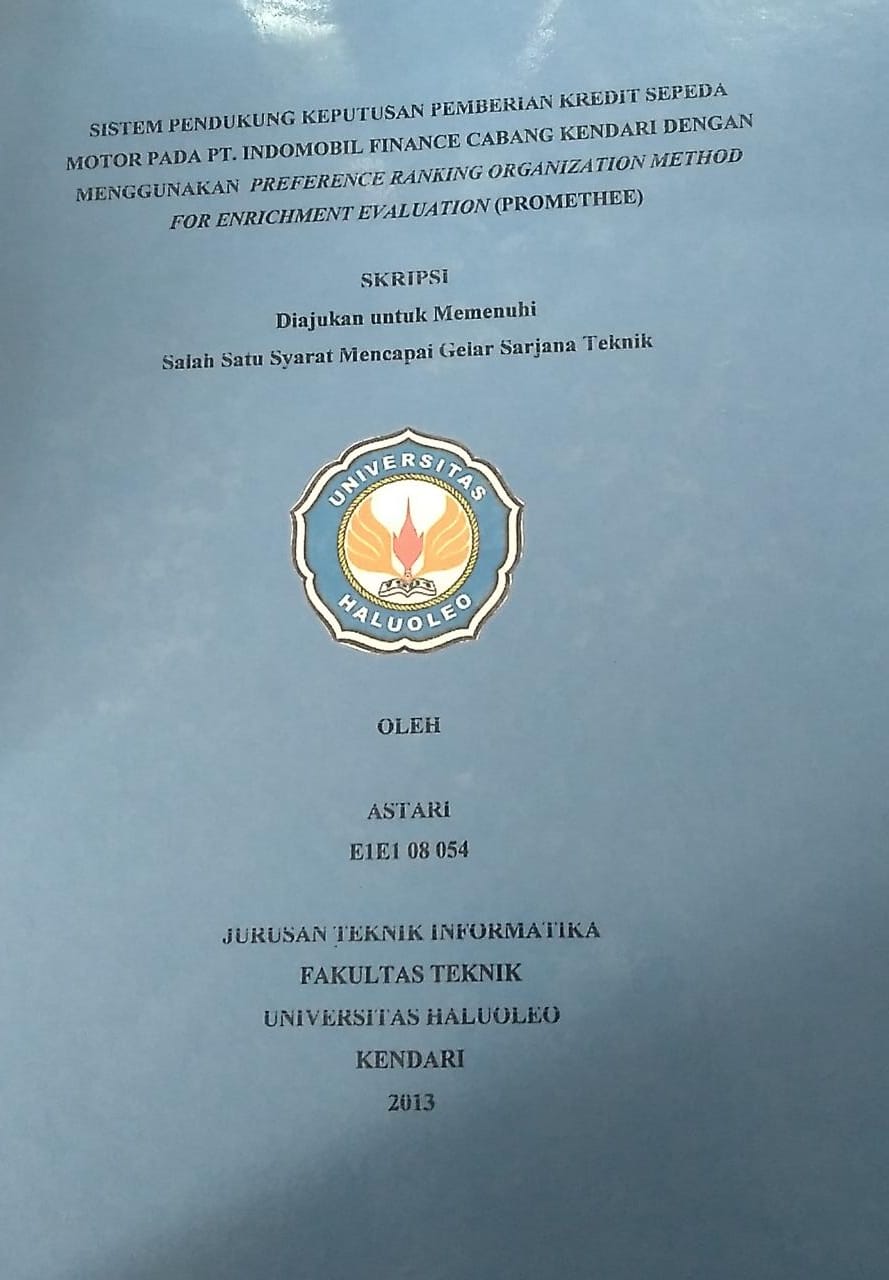 SISTEM PENDUKUNG KEPUTUSAN PEMBERIAN KREDIT SEPEDA
MOTOR PADA PT. INDOMOBIL FINANCE CABANG KENDARI DENGAN
MENGGUNAKAN PREFERENCE RANKING ORGANIZATION METHOD
FOR ENRICHMENT EVALUATION (PROMETHEE)
SKRIPSI
Diajukan untuk Memenuhi
Salah Satu Syarat Mencapai Gelar Sarjana Teknik
UNIVERSITAS
HALUOLEO
OLEH
ASTARI
E1E1 08 054
JURUSAN TEKNIK INFORMATIKA
FAKULTAS TEKNIK
UNIVERSITAS HALUOLEO
KENDARI
2013